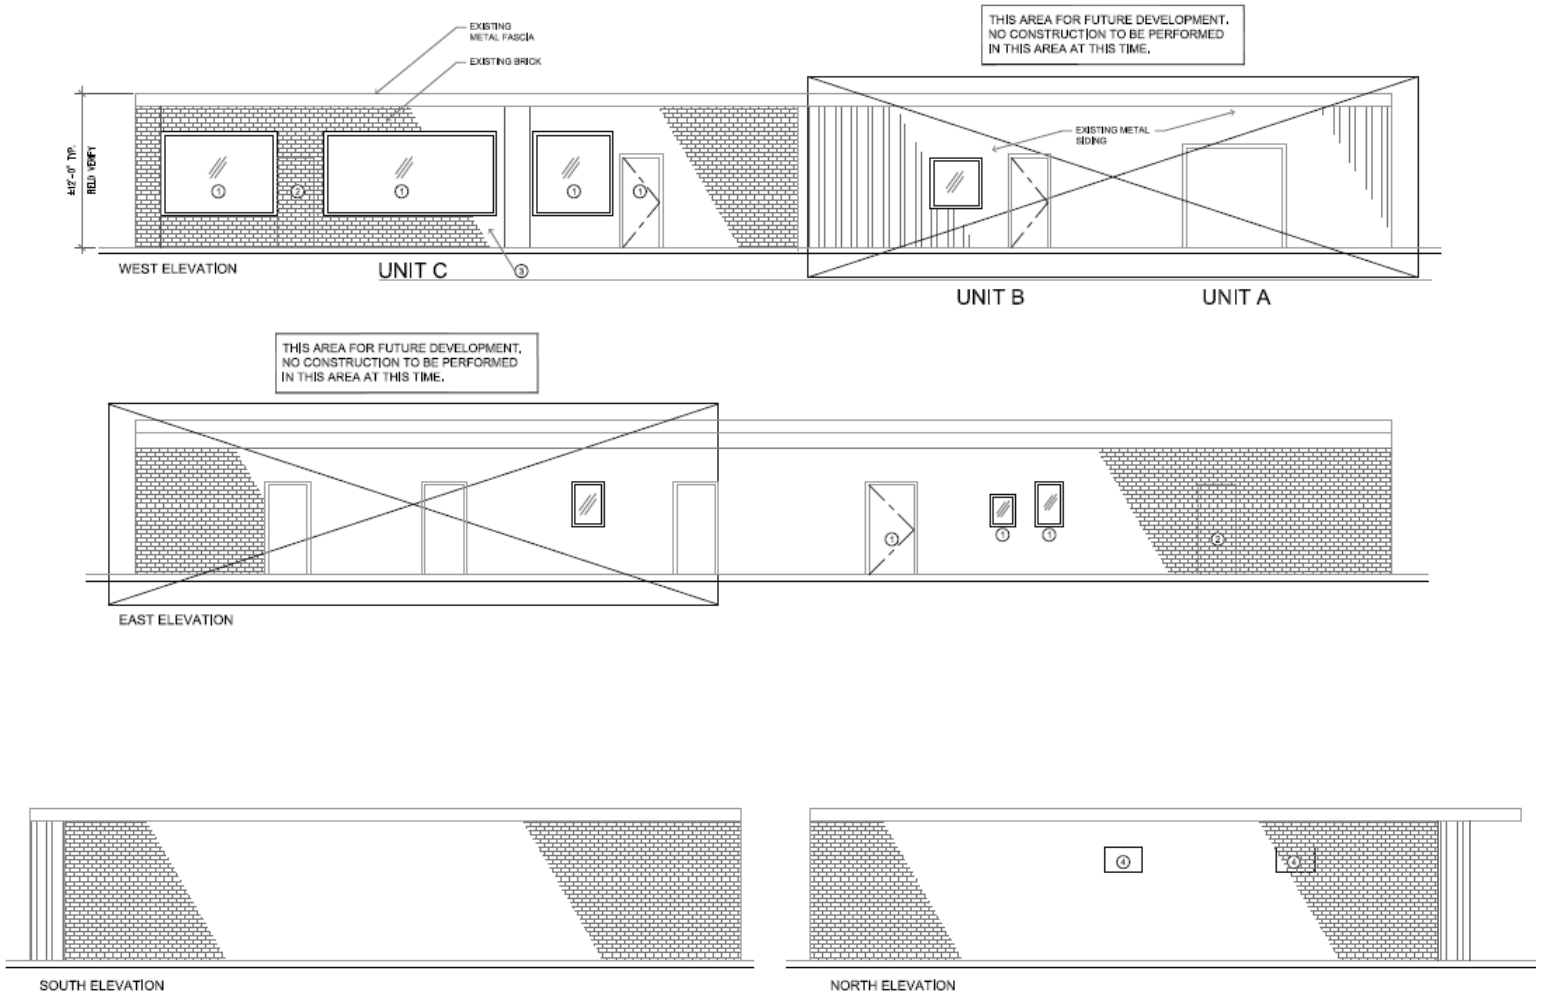 EXISTING
METAL FASCIA
EXISTING BRICK
THIS AREA FOR FUTURE DEVELOPMENT.
NO CONSTRUCTION TO BE PERFORMED
IN THIS AREA AT THIS TIME.
±12'-0" TYP.
FIELD VERIFY
EXISTING METAL
SIDING
1
2
1
1
1
3
WEST ELEVATION
UNIT C
UNIT B
UNIT A
THIS AREA FOR FUTURE DEVELOPMENT,
NO CONSTRUCTION TO BE PERFORMED
IN THIS AREA AT THIS TIME.
1
1
1
2
EAST ELEVATION
4
4
SOUTH ELEVATION
NORTH ELEVATION